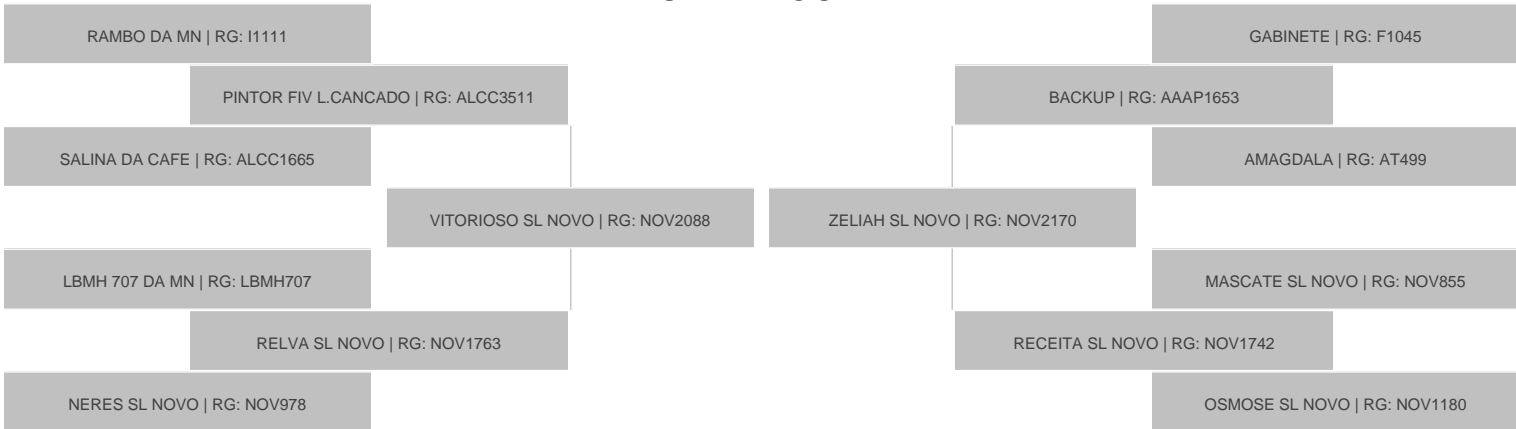 RAMBO DA MN | RG: I1111
GABINETE | RG: F1045
PINTOR FIV L.CANCADO | RG: ALCC3511
BACKUP | RG: AAAP1653
SALINA DA CAFE | RG: ALCC1665
AMAGDALA | RG: AT499
VITORIOSO SL NOVO | RG: NOV2088
ZELIAH SL NOVO | RG: NOV2170
LBMH 707 DA MN | RG: LBMH707
MASCATE SL NOVO | RG: NOV855
RELVA SL NOVO | RG: NOV1763
RECEITA SL NOVO | RG: NOV1742
NERES SL NOVO | RG: NOV978
OSMOSE SL NOVO | RG: NOV1180